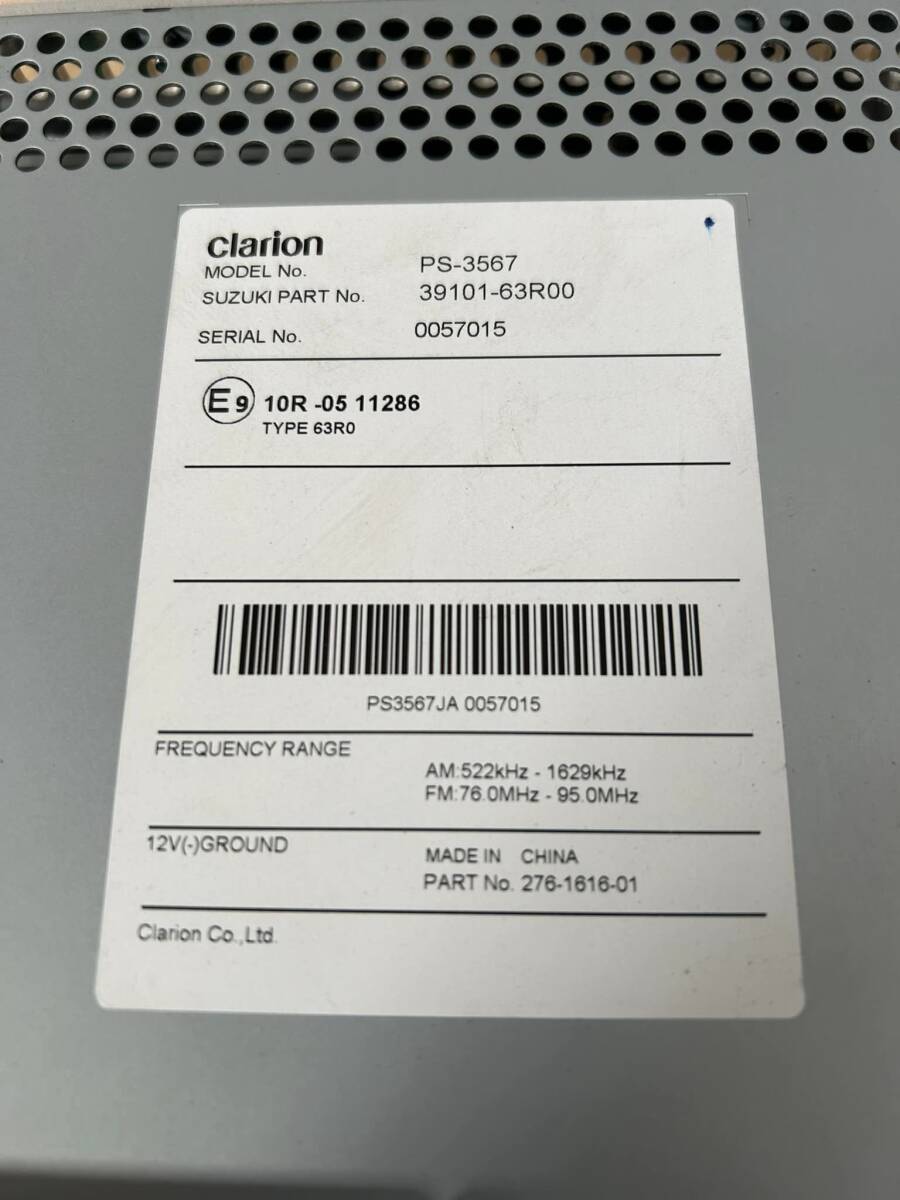 clarion
MODEL No. PS-3567
SUZUKI PART No. 39101-63R00
SERIAL No. 0057015
E9 10R -05 11286
TYPE 63R0
PS3567JA 0057015
FREQUENCY RANGE
AM:522kHz - 1629kHz
FM:76.0MHz - 95.0MHz
12V(-)GROUND
MADE IN CHINA
PART No. 276-1616-01
Clarion Co.,Ltd.